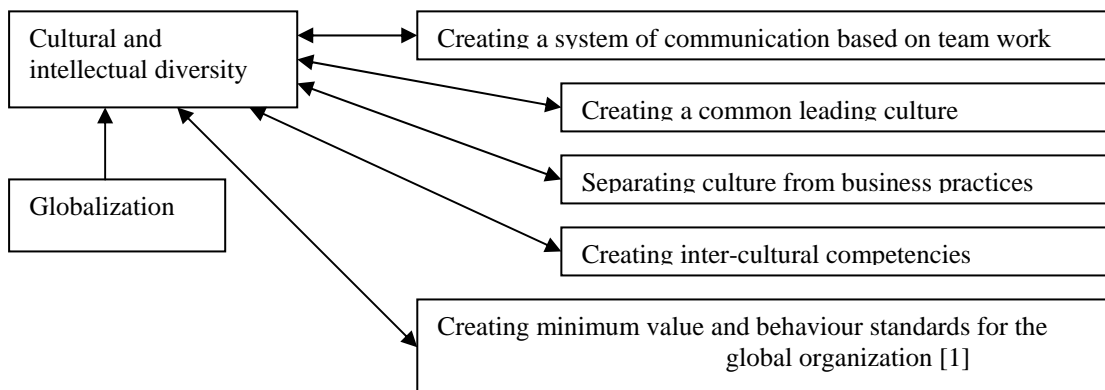 Cultural and
intellectual diversity
Globalization
Creating a system of communication based on team work
Creating a common leading culture
Separating culture from business practices
Creating inter-cultural competencies
Creating minimum value and behaviour standards for the
global organization [1]